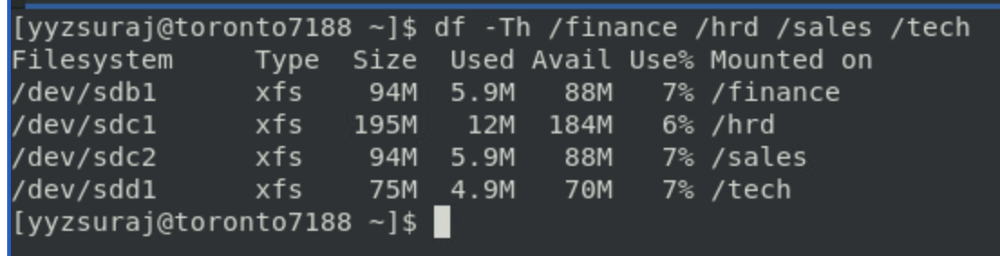 [yyzsuraj@toronto7188 ~]$ df -Th /finance /hrd /sales /tech
Filesystem     Type  Size  Used Avail Use% Mounted on
/dev/sdb1      xfs    94M  5.9M   88M   7% /finance
/dev/sdc1      xfs   195M   12M  184M   6% /hrd
/dev/sdc2      xfs    94M  5.9M   88M   7% /sales
/dev/sdd1      xfs    75M  4.9M   70M   7% /tech
[yyzsuraj@toronto7188 ~]$